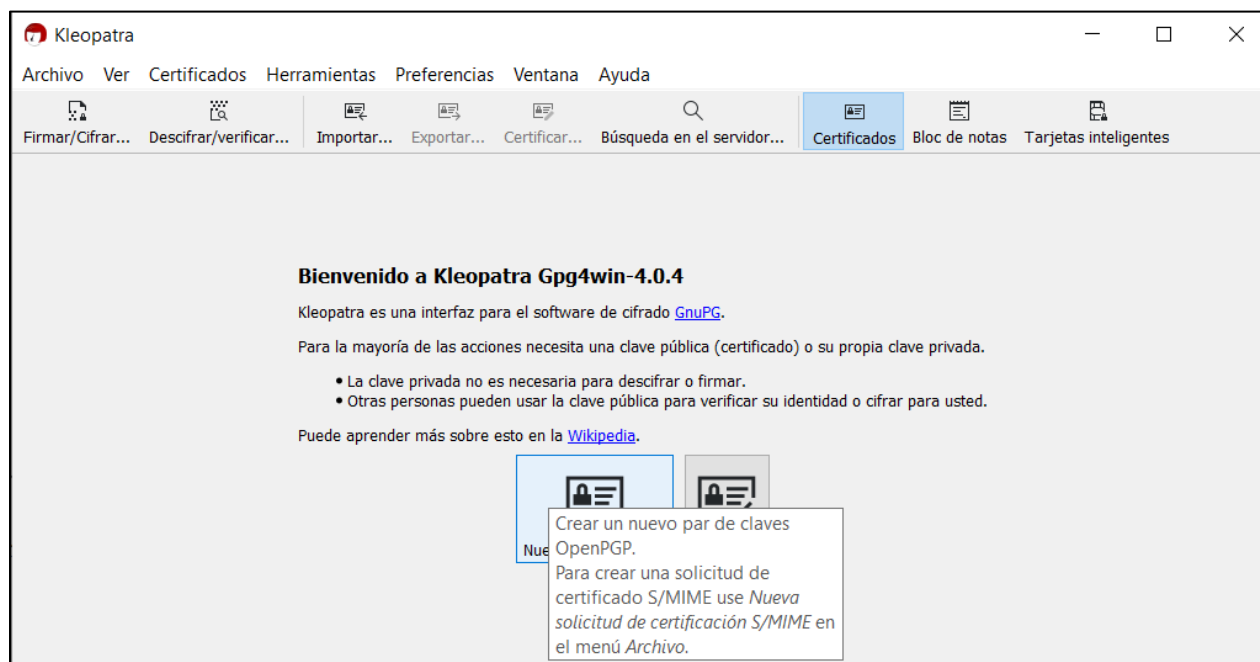 Kleopatra
Archivo Ver Certificados Herramientas Preferencias Ventana Ayuda
Firmar/Cifrar... Descifrar/verificar... Importar... Exportar... Certificar... Búsqueda en el servidor... Certificados Bloc de notas Tarjetas inteligentes
Bienvenido a Kleopatra Gpg4win-4.0.4
Kleopatra es una interfaz para el software de cifrado GnuPG.
Para la mayoría de las acciones necesita una clave pública (certificado) o su propia clave privada.
• La clave privada no es necesaria para descifrar o firmar.
• Otras personas pueden usar la clave pública para verificar su identidad o cifrar para usted.
Puede aprender más sobre esto en la Wikipedia.
Nue
Crear un nuevo par de claves
OpenPGP.
Para crear una solicitud de
certificado S/MIME use Nueva
solicitud de certificación S/MIME en
el menú Archivo.